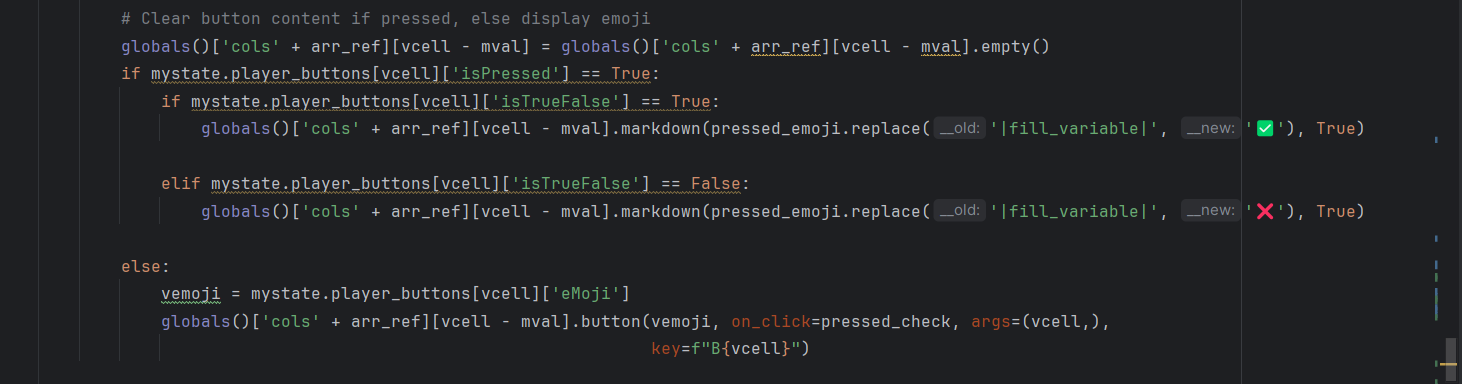 # Clear button content if pressed, else display emoji
globals()['cols' + arr_ref][vcell - mval] = globals()['cols' + arr_ref][vcell - mval].empty()
if mystate.player_buttons[vcell]['isPressed'] == True:
if mystate.player_buttons[vcell]['isTrueFalse'] == True:
globals()['cols' + arr_ref][vcell - mval].markdown(pressed_emoji.replace( __old: '|fill_variable|', __new: '✅'), True)
elif mystate.player_buttons[vcell]['isTrueFalse'] == False:
globals()['cols' + arr_ref][vcell - mval].markdown(pressed_emoji.replace( __old: '|fill_variable|', __new: '❌'), True)
else:
vemoji = mystate.player_buttons[vcell]['eMoji']
globals()['cols' + arr_ref][vcell - mval].button(vemoji, on_click=pressed_check, args=(vcell,),
key=f"B{vcell}")